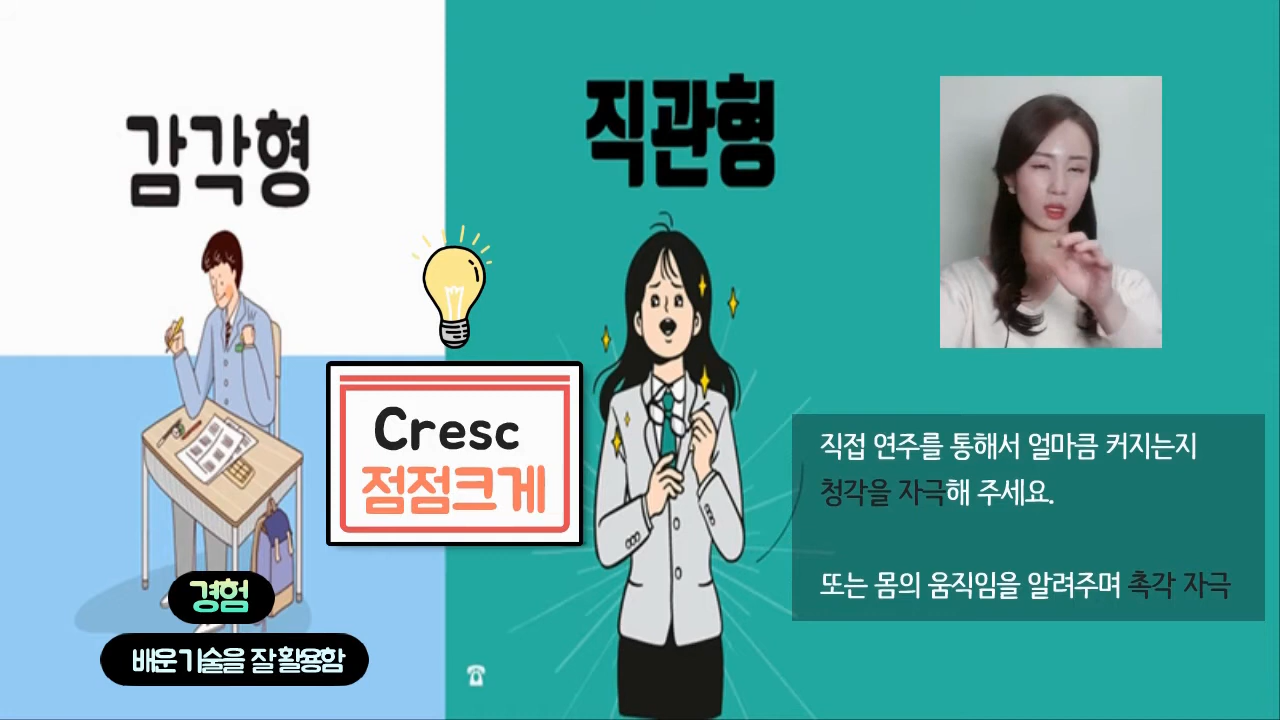 감각형
직관형
Cresc
점점크게
직접 연주를 통해서 얼마큼 커지는지
청각을 자극해 주세요.
또는 몸의 움직임을 알려주며 촉각 자극
경험
배운 기술을 잘 활용함